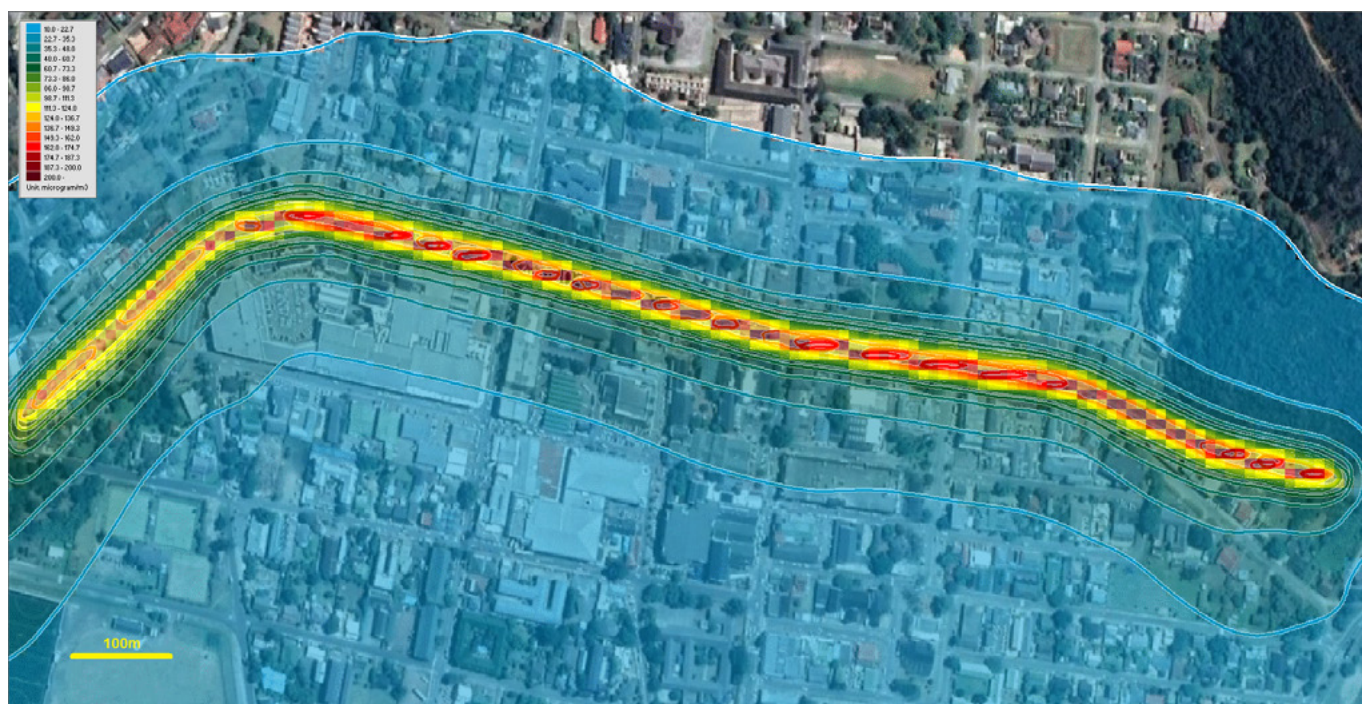 10.0 - 22.7
22.7 - 35.3
35.3 - 48.0
48.0 - 60.7
60.7 - 73.3
73.3 - 86.0
86.0 - 98.7
98.7 - 111.3
111.3 - 124.0
124.0 - 136.7
136.7 - 149.3
149.3 - 162.0
162.0 - 174.7
174.7 - 187.3
187.3 - 200.0
200.0 -
Unit: microgram/m3
100m